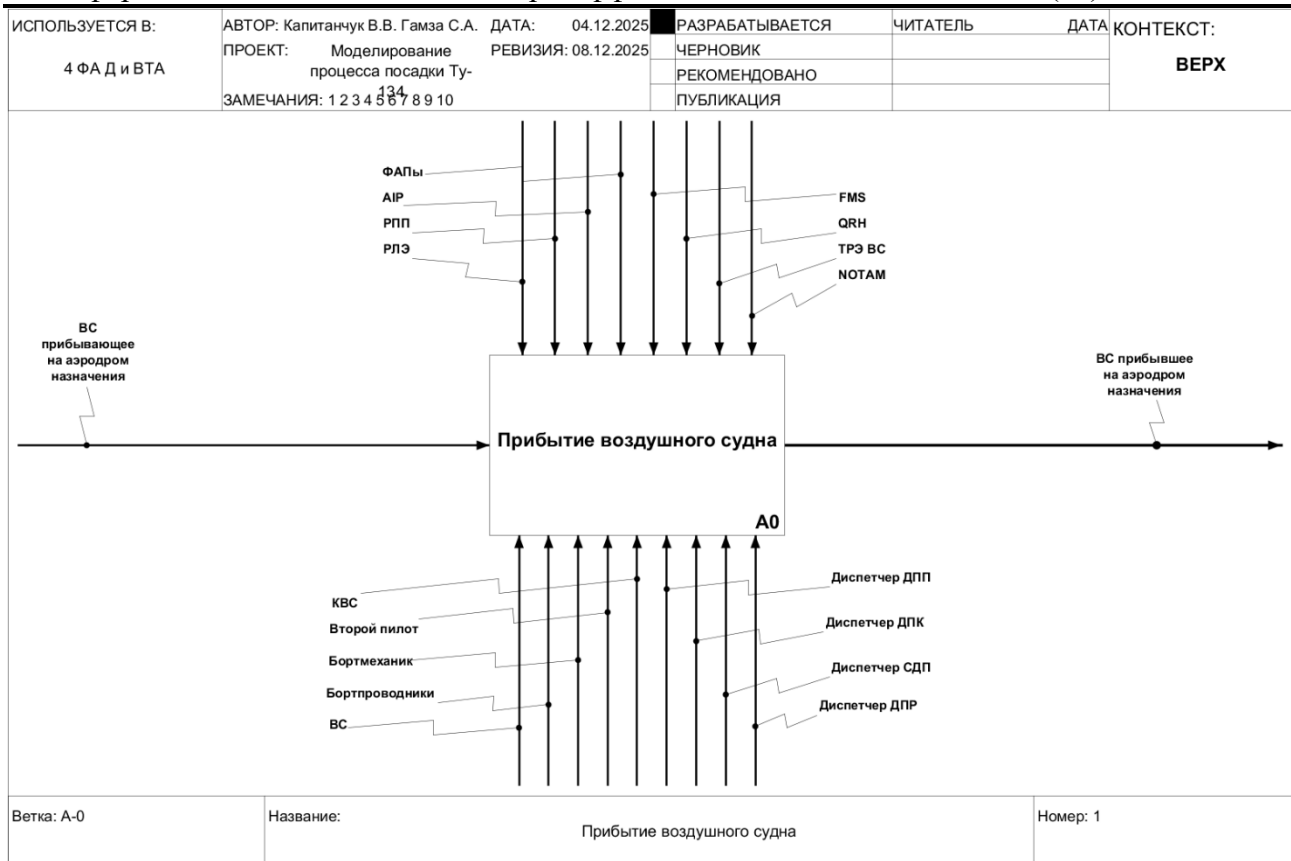 ИСПОЛЬЗУЕТСЯ В:
4 ФА Д и ВТА
АВТОР: Капитанчук В.В. Гамза С.А.
ДАТА: 04.12.2025
ПРОЕКТ: Моделирование
процесса посадки Ту-
134
РЕВИЗИЯ: 08.12.2025
ЗАМЕЧАНИЯ: 1 2 3 4 5 6 7 8 9 10
РАЗРАБАТЫВАЕТСЯ
ЧЕРНОВИК
РЕКОМЕНДОВАНО
ПУБЛИКАЦИЯ
ЧИТАТЕЛЬ
ДАТА
КОНТЕКСТ:
ВЕРХ
ФАПы
AIP
РПП
РЛЭ
FMS
QRH
ТРЭ ВС
NOTAM
ВС
прибывающее
на аэродром
назначения
ВС прибывшее
на аэродром
назначения
Прибытие воздушного судна
A0
КВС
Второй пилот
Бортмеханик
Бортпроводники
ВС
Диспетчер ДПП
Диспетчер ДПК
Диспетчер СДП
Диспетчер ДПР
Ветка: A-0
Название:
Прибытие воздушного судна
Номер: 1